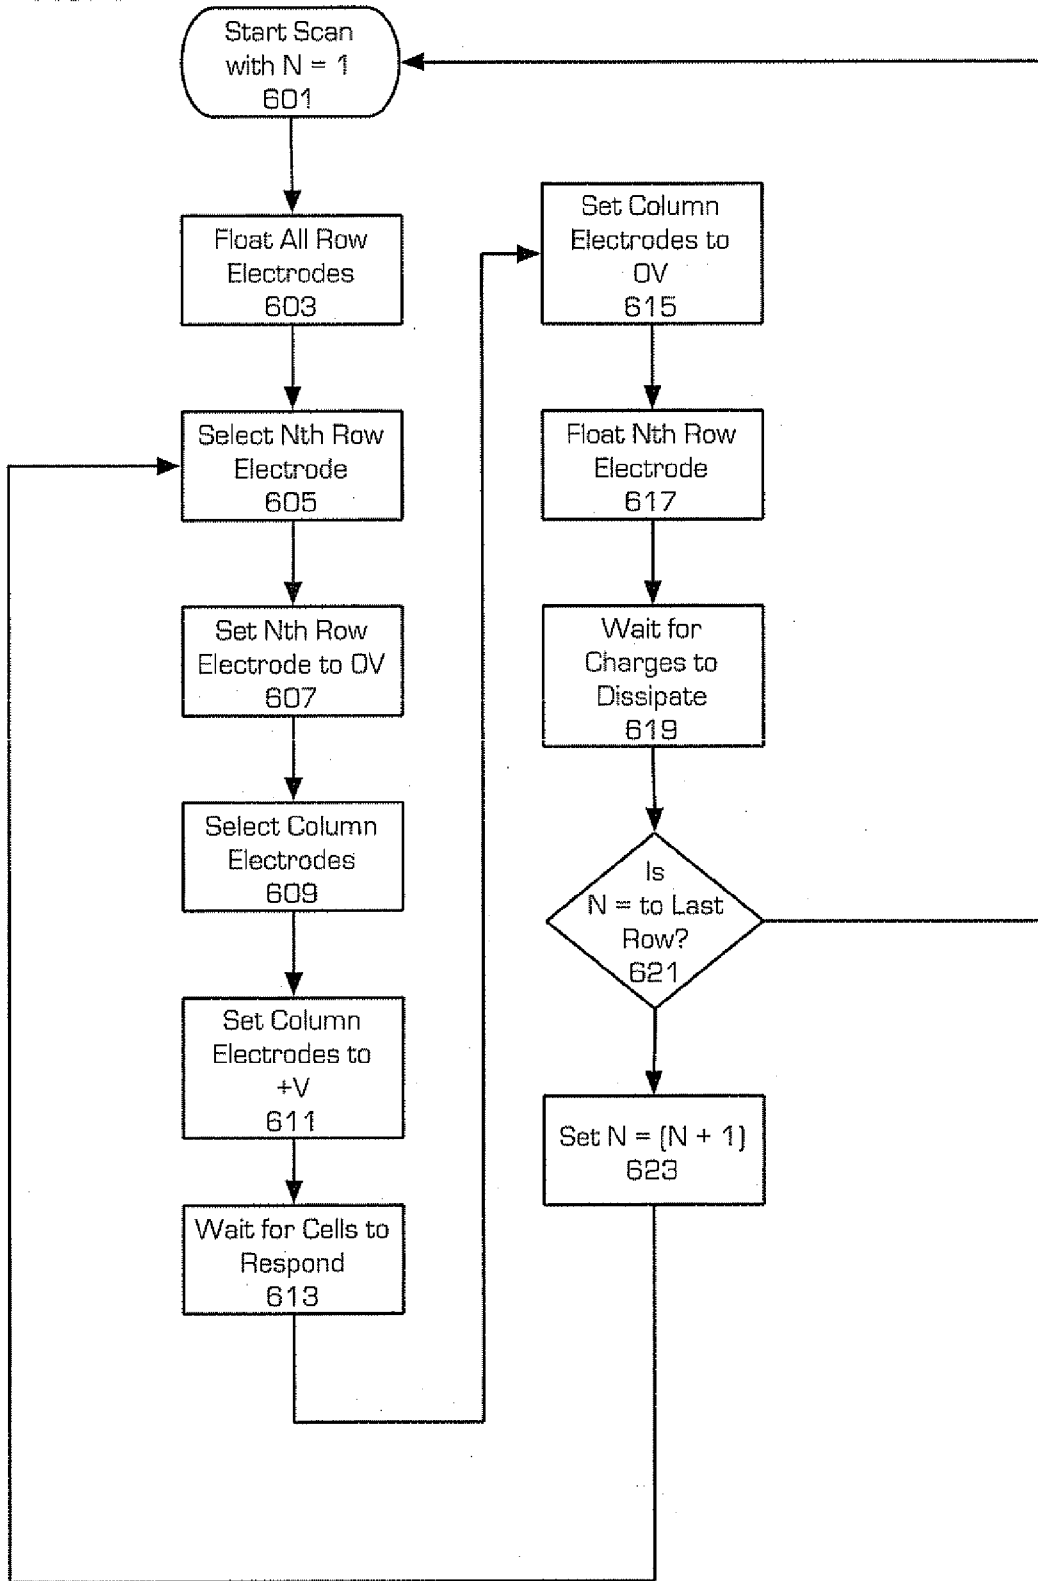 Start Scan
with N = 1
601
Float All Row
Electrodes
603
Select Nth Row
Electrode
605
Set Nth Row
Electrode to 0V
607
Select Column
Electrodes
609
Set Column
Electrodes to
+V
611
Wait for Cells to
Respond
613
Set Column
Electrodes to
0V
615
Float Nth Row
Electrode
617
Wait for
Charges to
Dissipate
619
Is
N = to Last
Row?
621
Set N = (N + 1)
623